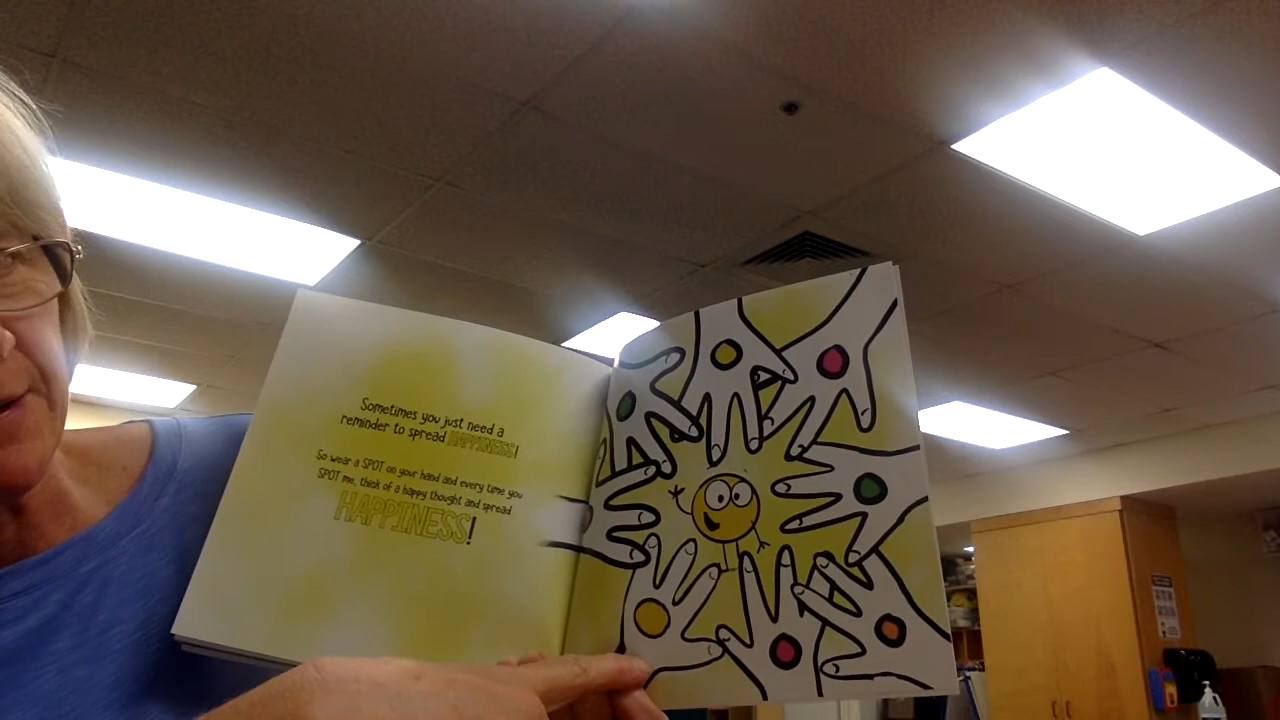 Sometimes you just need a
reminder to spread HAPPINESS!
So wear a SPOT on your hand and every time you
SPOT me, think of a happy thought and spread
HAPPINESS!